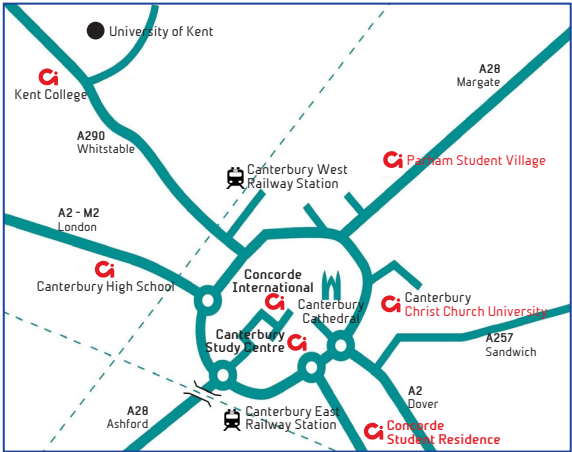 University of Kent
Kent College
A290
Whitstable
A28
Margate
Parham Student Village
Canterbury West
Railway Station
A2 - M2
London
Canterbury High School
Concorde
International
Canterbury
Cathedral
Canterbury
Christ Church University
Canterbury
Study Centre
A257
Sandwich
A2
Dover
A28
Ashford
Canterbury East
Railway Station
Concorde
Student Residence